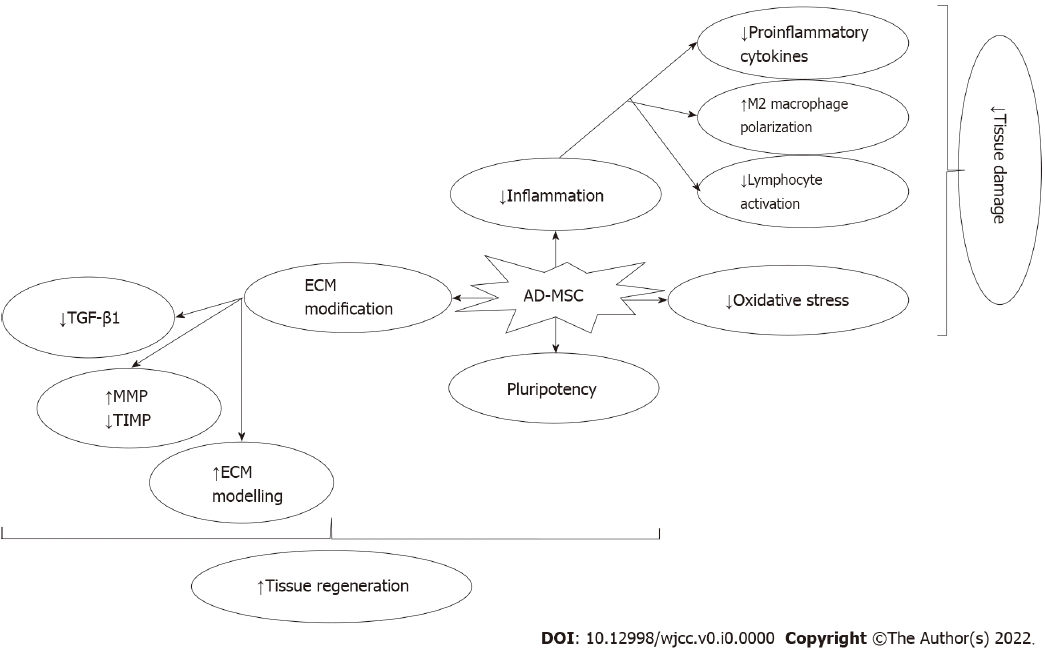 ↓Proinflammatory
cytokines
↑M2 macrophage
polarization
↓Lymphocyte
activation
↓Tissue damage
↓Inflammation
ECM
modification
AD-MSC
↓Oxidative stress
↓TGF-β1
Pluripotency
↑MMP
↓TIMP
↑ECM
modelling
↑Tissue regeneration
DOI: 10.12998/wjcc.v0.i0.0000 Copyright ©The Author(s) 2022.